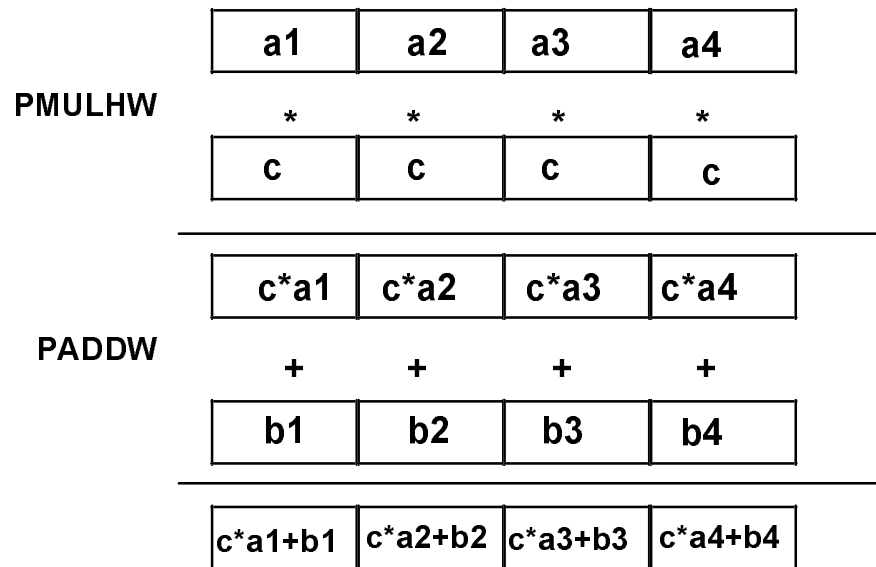 a1 a2 a3 a4
PMULHW * * * *
c c c c
c*a1 c*a2 c*a3 c*a4
PADDW + + + +
b1 b2 b3 b4
c*a1+b1 c*a2+b2 c*a3+b3 c*a4+b4